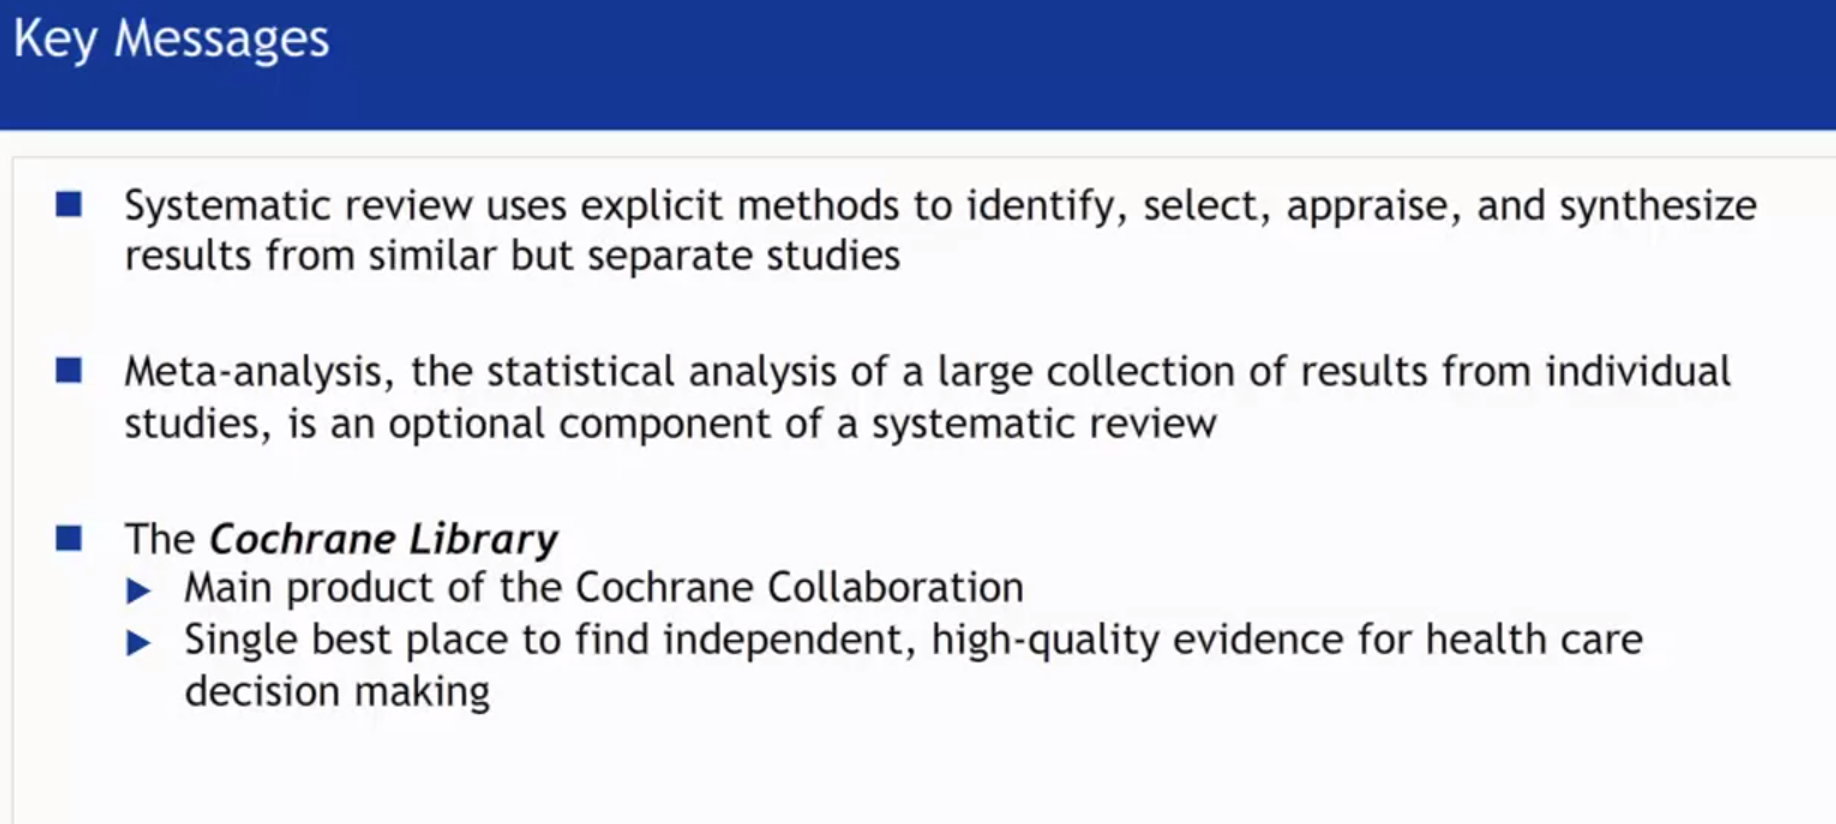 Key Messages
Systematic review uses explicit methods to identify, select, appraise, and synthesize
results from similar but separate studies
Meta-analysis, the statistical analysis of a large collection of results from individual
studies, is an optional component of a systematic review
The Cochrane Library
Main product of the Cochrane Collaboration
Single best place to find independent, high-quality evidence for health care
decision making